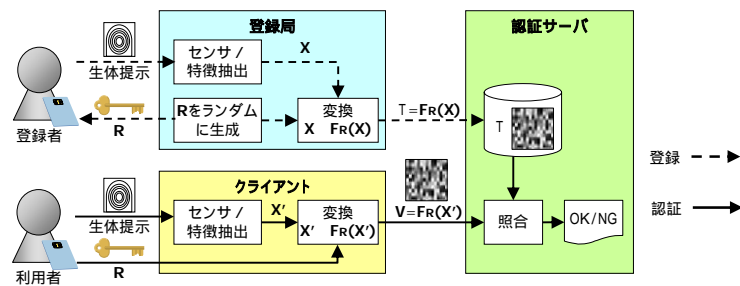 登録局
認証サーバ
生体提示
センサ /
特徴抽出
X
登録者
R
Rをランダム
に生成
変換
X FR(X)
T=FR(X)
T
登録
認証
クライアント
生体提示
センサ /
特徴抽出
X'
変換
X' FR(X')
V=FR(X')
照合
OK/NG
利用者
R